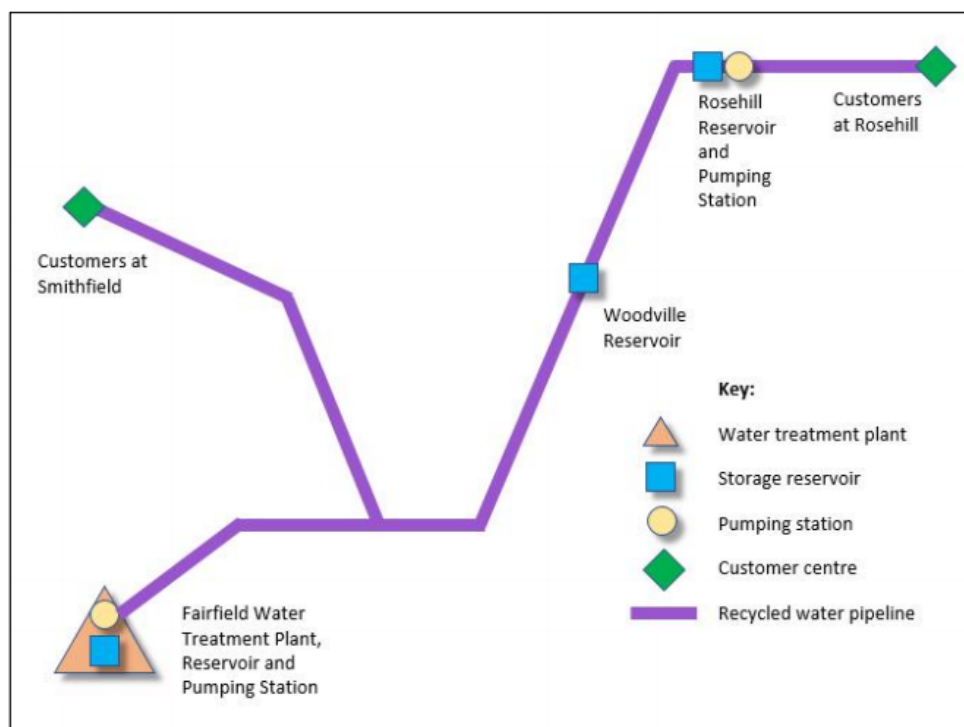 Rosehill
Reservoir
and
Pumping
Station
Customers
at Rosehill
Customers at
Smithfield
Woodville
Reservoir
Key:
Water treatment plant
Storage reservoir
Pumping station
Customer centre
Recycled water pipeline
Fairfield Water
Treatment Plant,
Reservoir and
Pumping Station